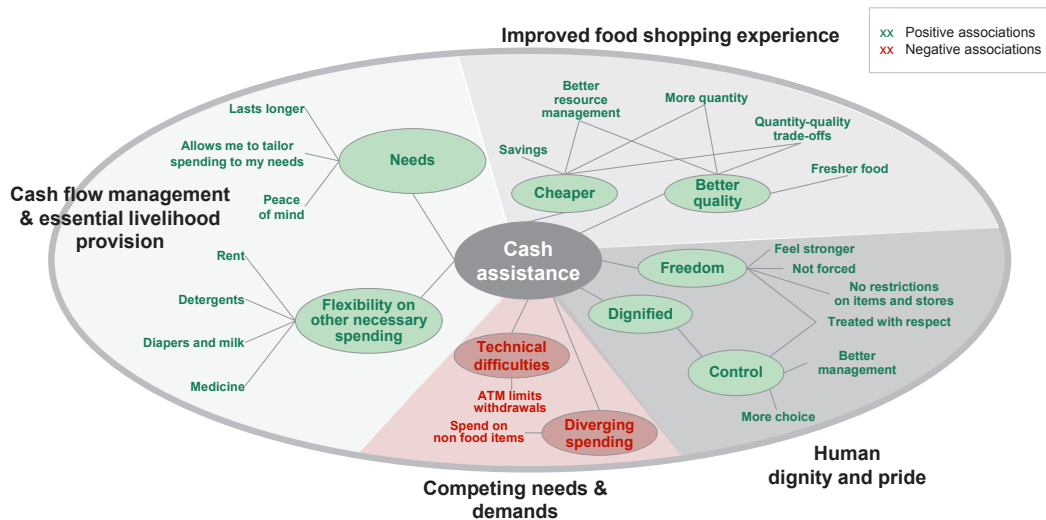 Improved food shopping experience
xx Positive associations
xx Negative associations
Better
resource
management
More quantity
Quantity-quality
trade-offs
Savings
Fresher food
Cheaper
Better
quality
Lasts longer
Allows me to tailor
spending to my needs
Peace
of mind
Needs
Cash flow management
& essential livelihood
provision
Cash
assistance
Rent
Detergents
Diapers and milk
Medicine
Flexibility on
other necessary
spending
Freedom
Feel stronger
Not forced
No restrictions
on items and stores
Treated with respect
Dignified
Control
Better
management
More choice
Human
dignity and pride
Technical
difficulties
ATM limits
withdrawals
Spend on
non food items
Diverging
spending
Competing needs &
demands